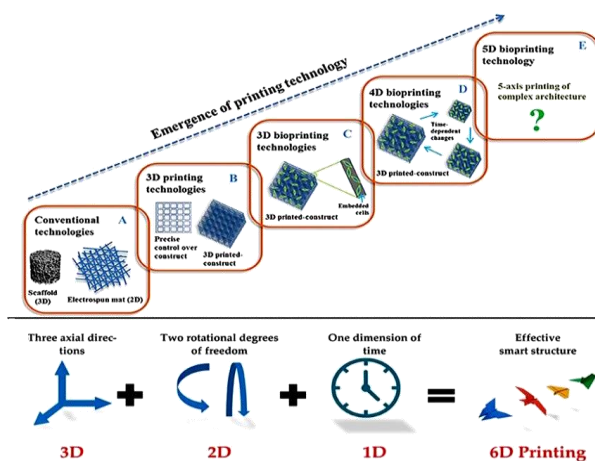 Emergence of printing technology
Conventional
technologies
A
Scaffold
(3D)
Electrospun mat (2D)
3D printing
technologies
B
Precise
control over
construct
3D printed-
construct
3D bioprinting
technologies
C
3D printed-construct
Embedded
cells
4D bioprinting
technologies
D
Time-
dependent
changes
3D printed-construct
5D bioprinting
technology
E
5-axis printing of
complex architecture
?
Three axial direc-
tions
Two rotational degrees
of freedom
One dimension of
time
Effective
smart structure
+
+
=
3D
2D
1D
6D Printing